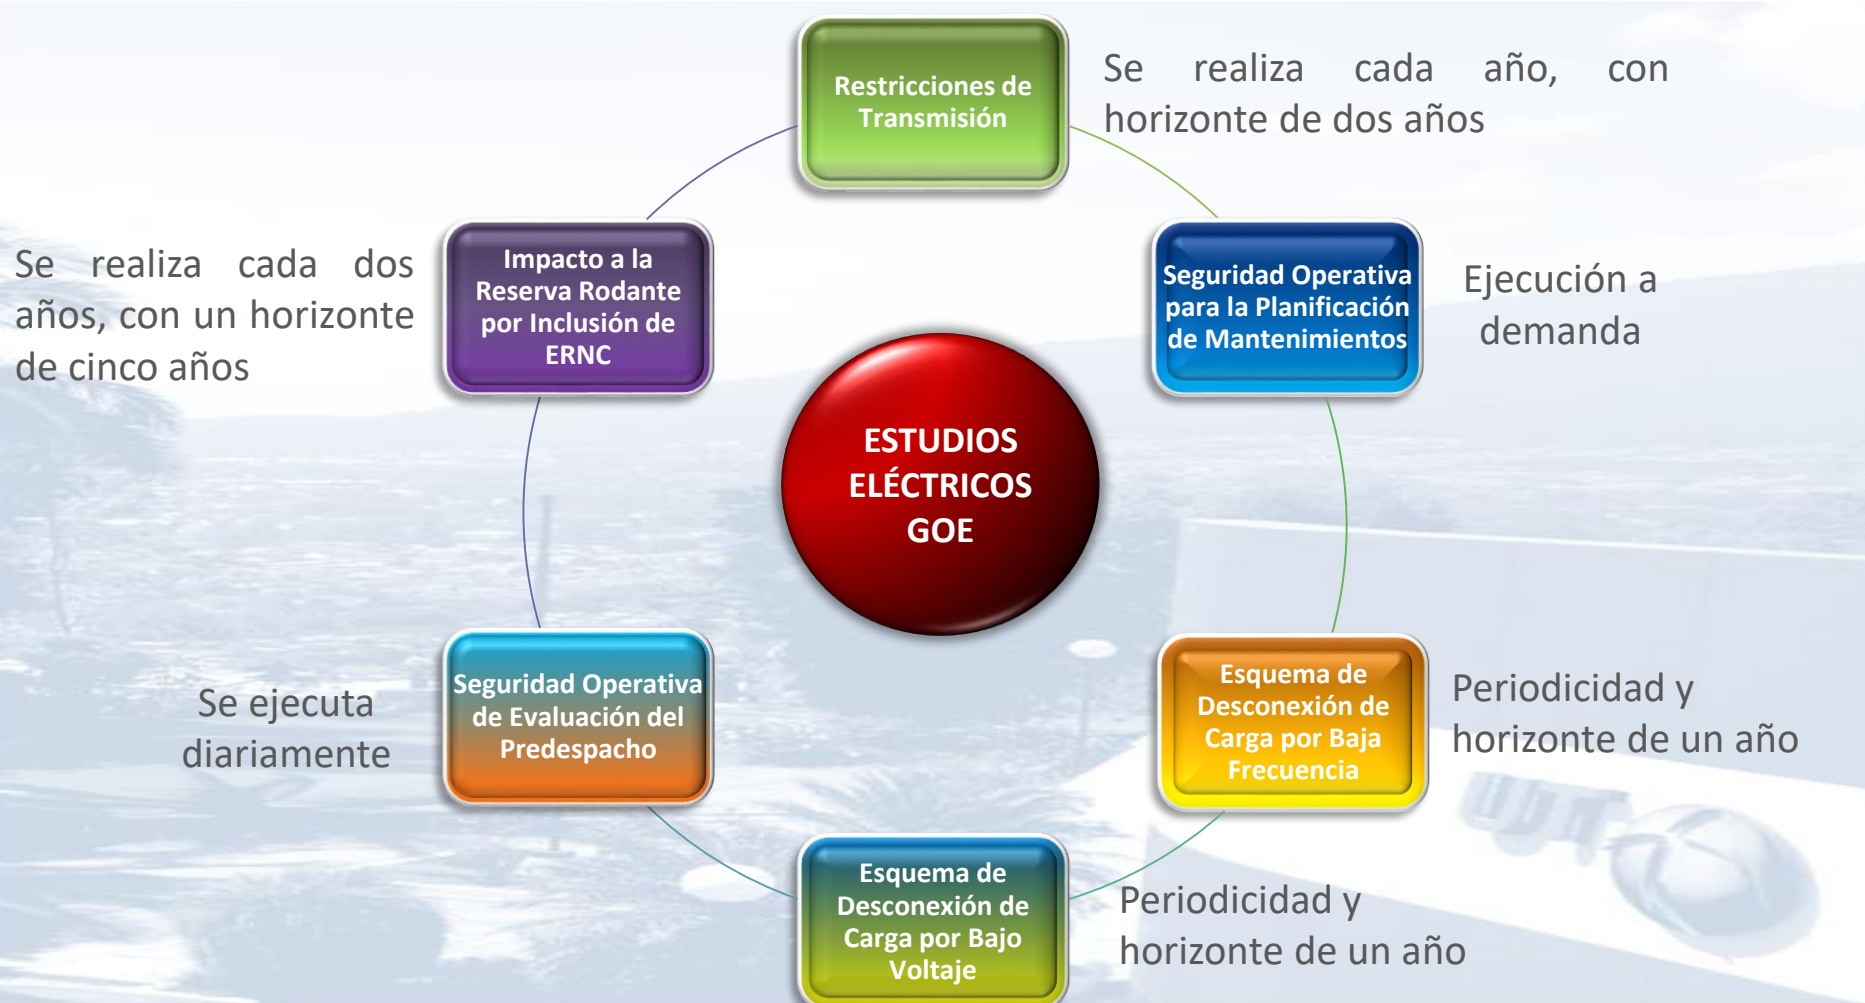 Restricciones de
Transmisión
Se realiza cada año, con
horizonte de dos años
Seguridad Operativa
para la Planificación
de Mantenimientos
Ejecución a
demanda
Esquema de
Desconexión de
Carga por Baja
Frecuencia
Periodicidad y
horizonte de un año
Esquema de
Desconexión de
Carga por Bajo
Voltaje
Periodicidad y
horizonte de un año
Seguridad Operativa
de Evaluación del
Predespacho
Se ejecuta
diariamente
Impacto a la
Reserva Rodante
por Inclusión de
ERNC
Se realiza cada dos
años, con un horizonte
de cinco años
ESTUDIOS
ELÉCTRICOS
GOE